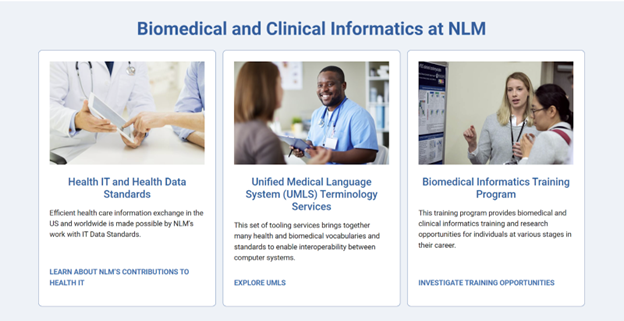 Biomedical and Clinical Informatics at NLM
Health IT and Health Data
Standards
Efficient health care information exchange in the
US and worldwide is made possible by NLM's
work with IT Data Standards.
LEARN ABOUT NLM'S CONTRIBUTIONS TO
HEALTH IT
Unified Medical Language
System (UMLS) Terminology
Services
This set of tooling services brings together
many health and biomedical vocabularies and
standards to enable interoperability between
computer systems.
EXPLORE UMLS
Biomedical Informatics Training
Program
This training program provides biomedical and
clinical informatics training and research
opportunities for individuals at various stages in
their career.
INVESTIGATE TRAINING OPPORTUNITIES